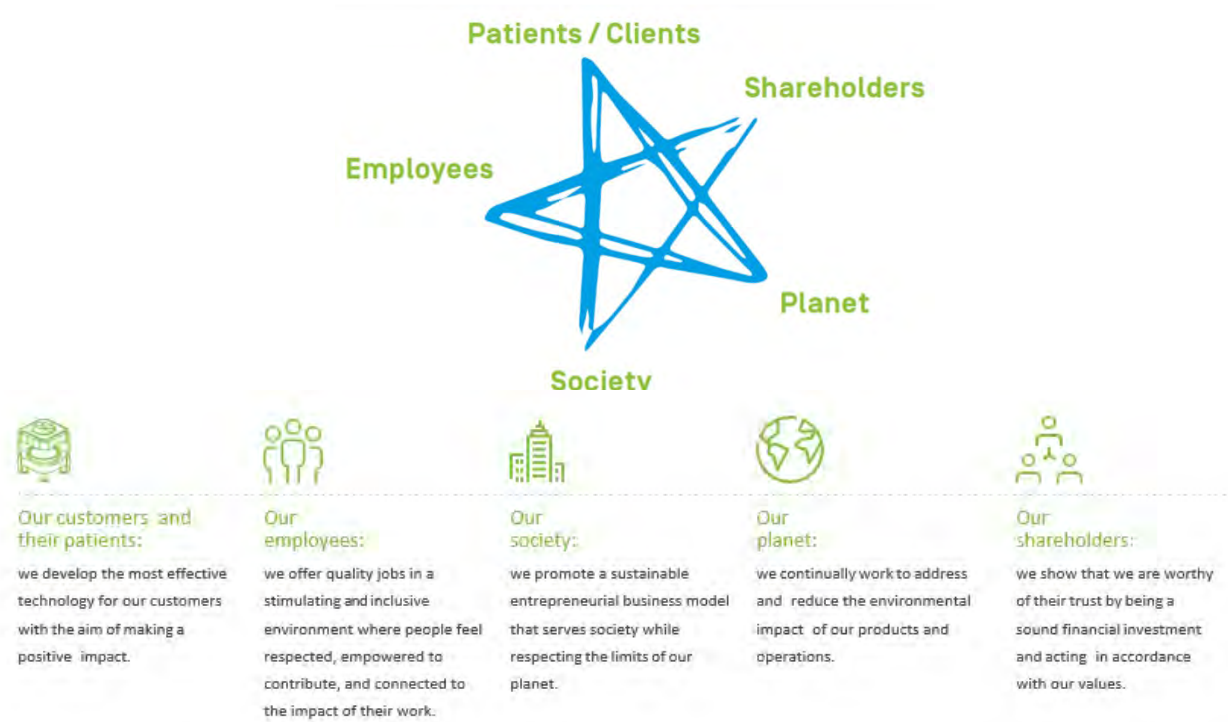 Patients / Clients
Shareholders
Employees
Planet
Society
Our customers and
their patients:
we develop the most effective
technology for our customers
with the aim of making a
positive impact.
Our
employees:
we offer quality jobs in a
stimulating and inclusive
environment where people feel
respected, empowered to
contribute, and connected to
the impact of their work.
Our
society:
we promote a sustainable
entrepreneurial business model
that serves society while
respecting the limits of our
planet.
Our
planet:
we continually work to address
and reduce the environmental
impact of our products and
operations.
Our
shareholders:
we show that we are worthy
of their trust by being a
sound financial investment
and acting in accordance
with our values.